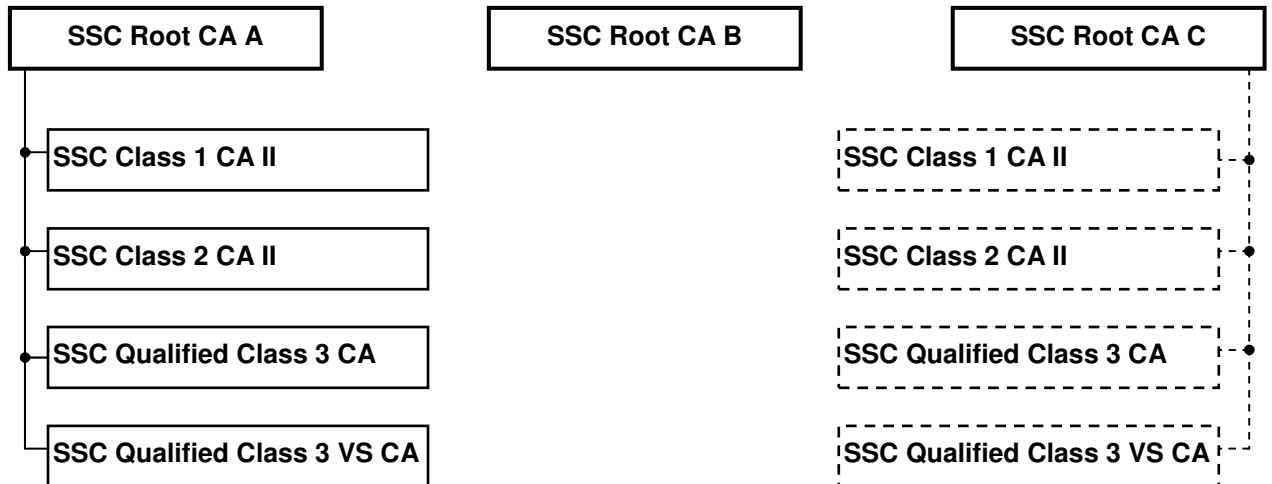 SSC Root CA A
SSC Root CA B
SSC Root CA C
SSC Class 1 CA II
SSC Class 1 CA II
SSC Class 2 CA II
SSC Class 2 CA II
SSC Qualified Class 3 CA
SSC Qualified Class 3 CA
SSC Qualified Class 3 VS CA
SSC Qualified Class 3 VS CA